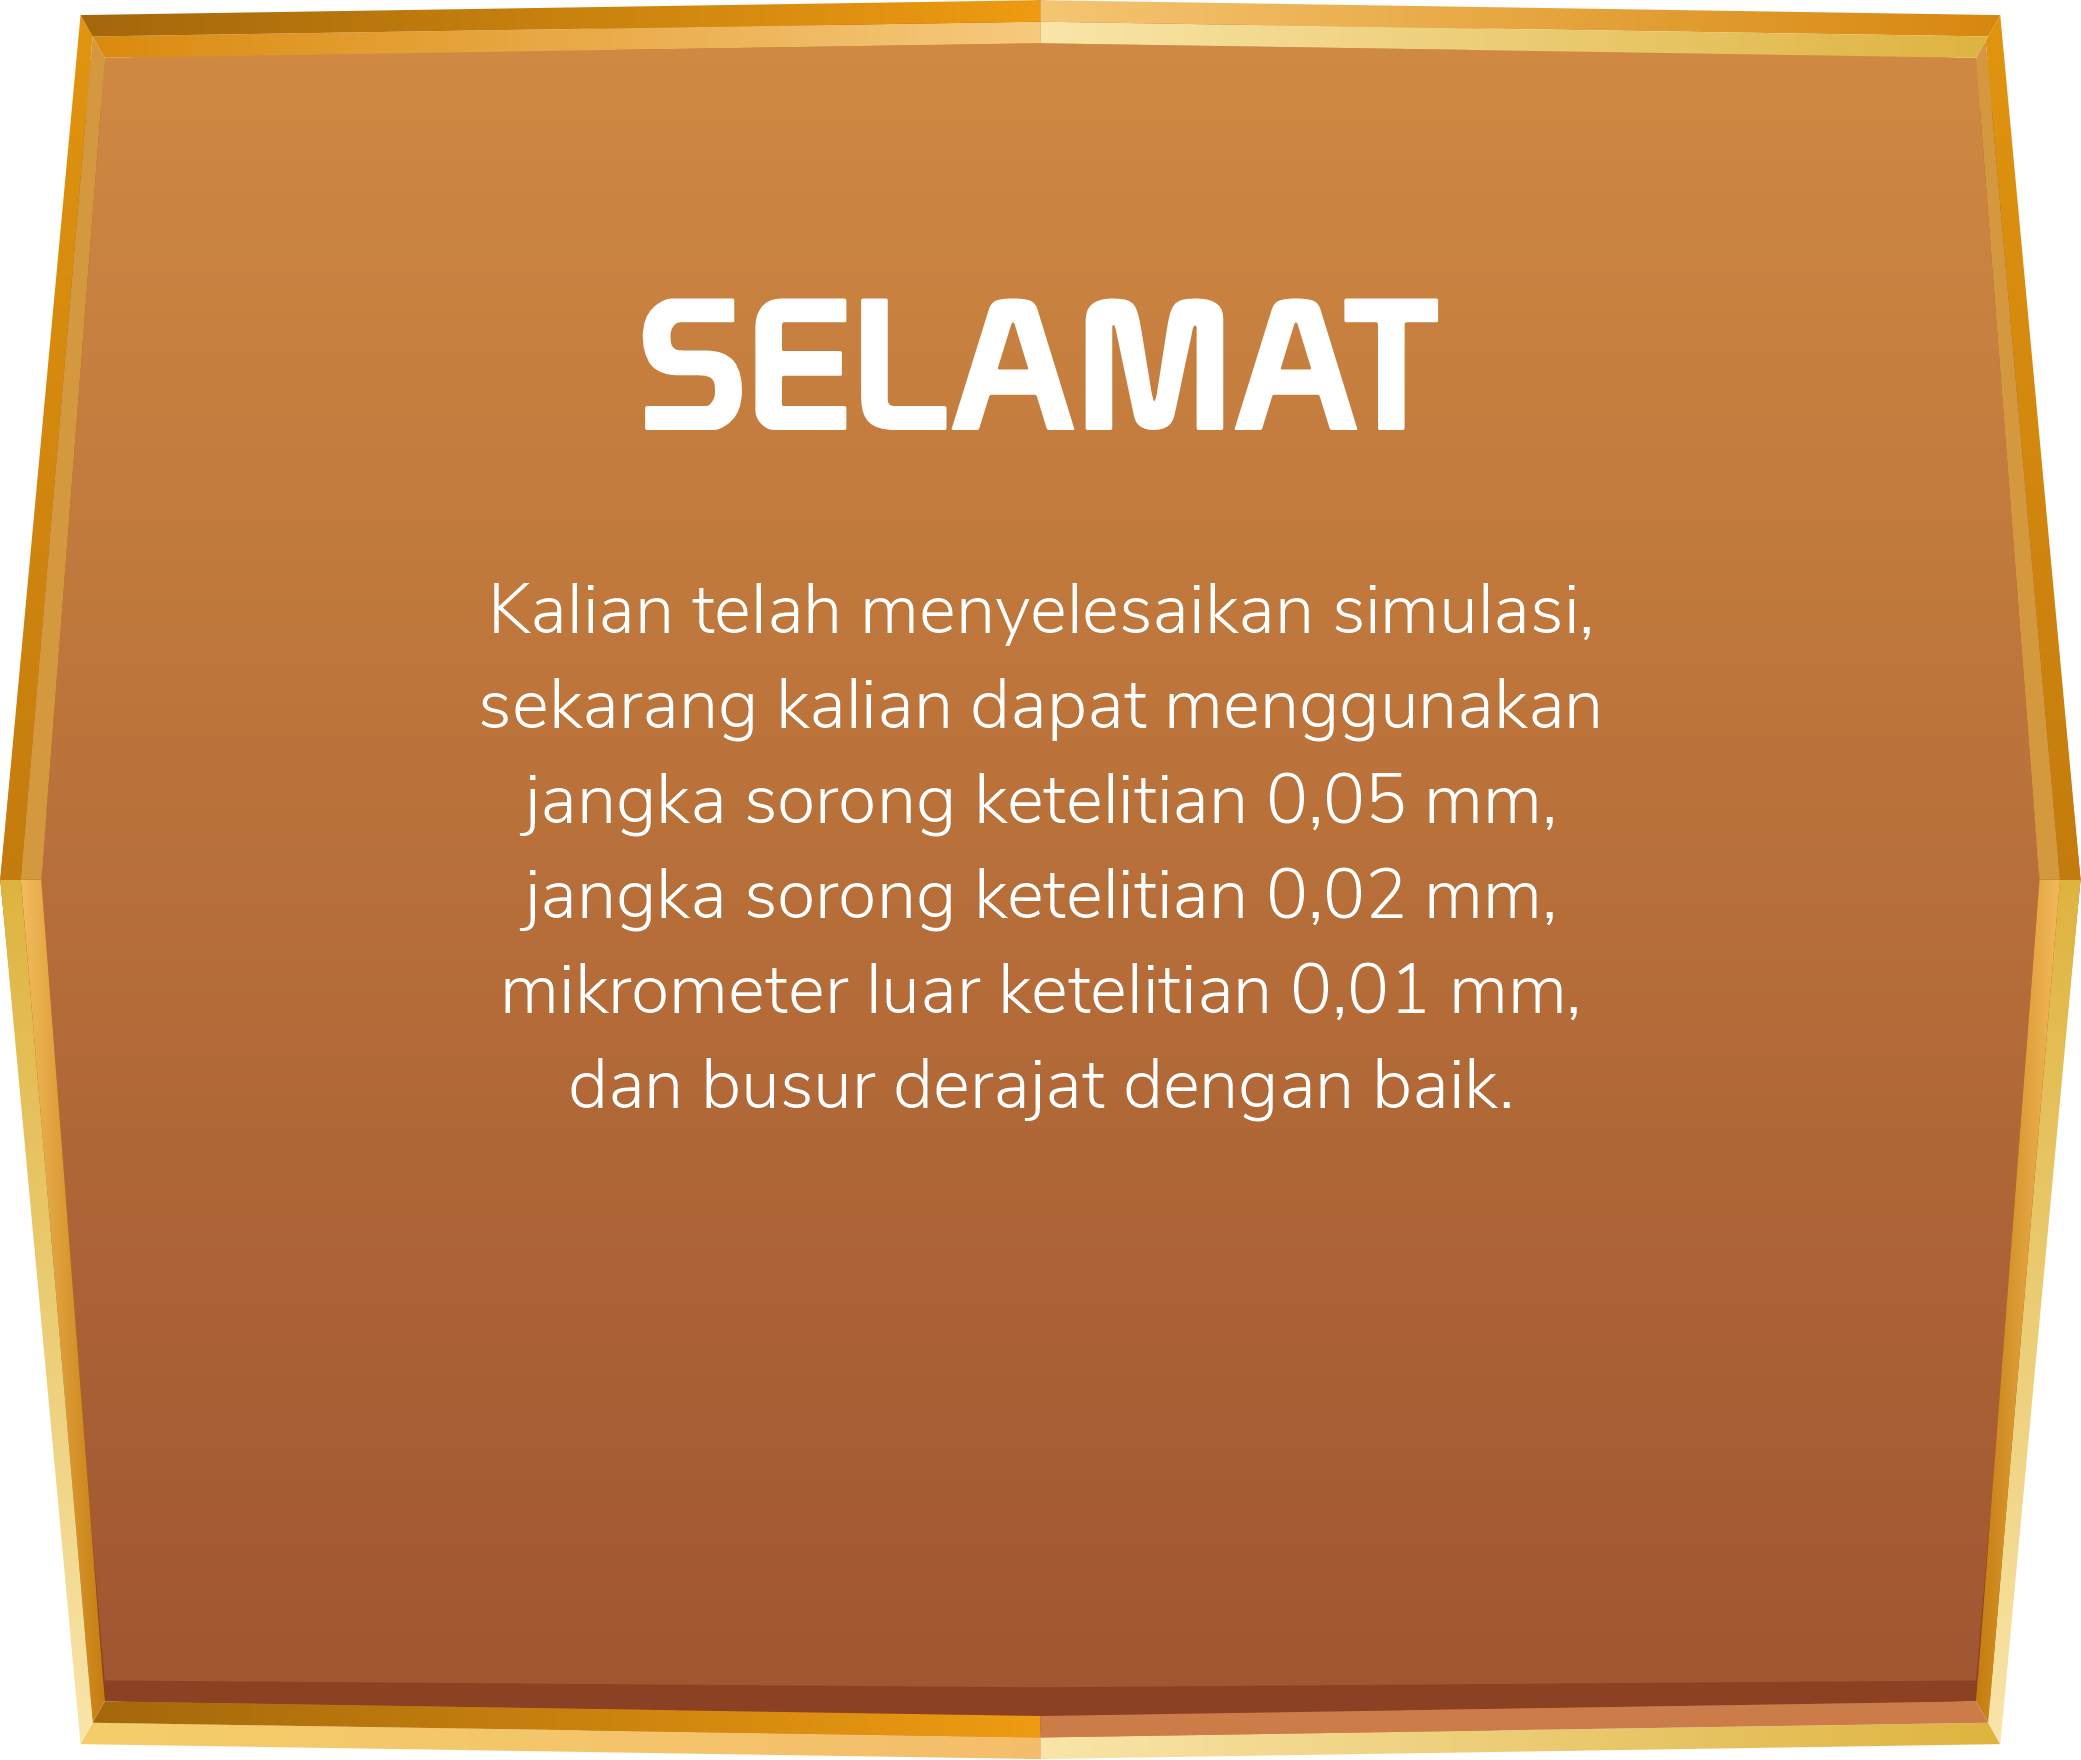 SELAMAT
Kalian telah menyelesaikan simulasi,
sekarang kalian dapat menggunakan
jangka sorong ketelitian 0,05 mm,
jangka sorong ketelitian 0,02 mm,
mikrometer luar ketelitian 0,01 mm,
dan busur derajat dengan baik.